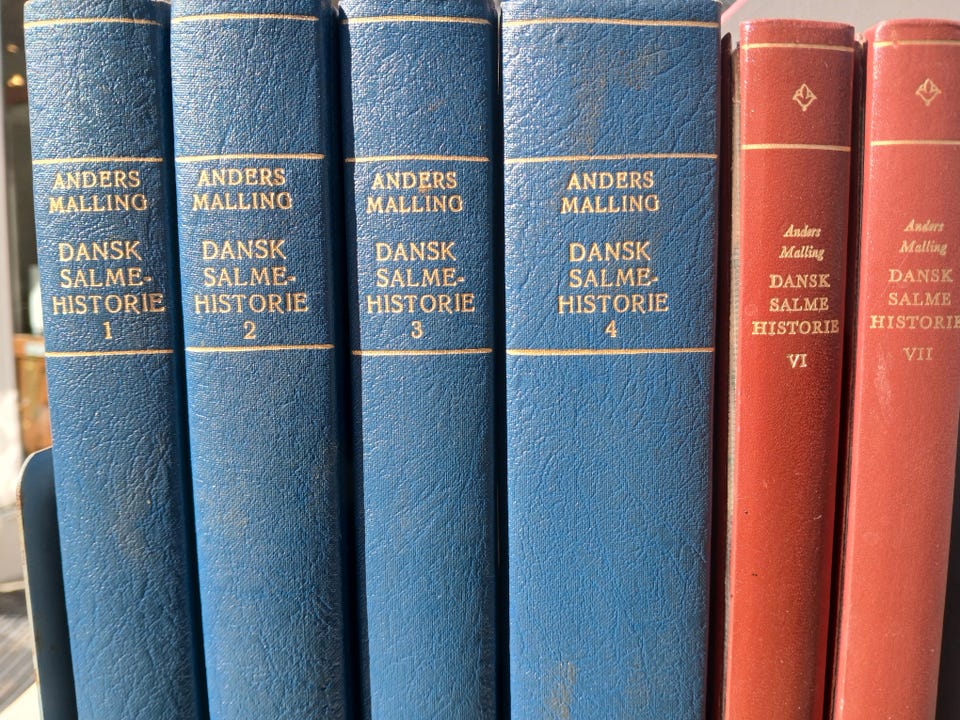 ANDERS
MALLING
DANSK
SALME-
HISTORIE
1
ANDERS
MALLING
DANSK
SALME-
HISTORIE
2
ANDERS
MALLING
DANSK
SALME-
HISTORIE
3
ANDERS
MALLING
DANSK
SALME-
HISTORIE
4
Anders
Malling
DANSK
SALME
HISTORIE
VI
Anders
Malling
DANSK
SALME
HISTORIE
VII